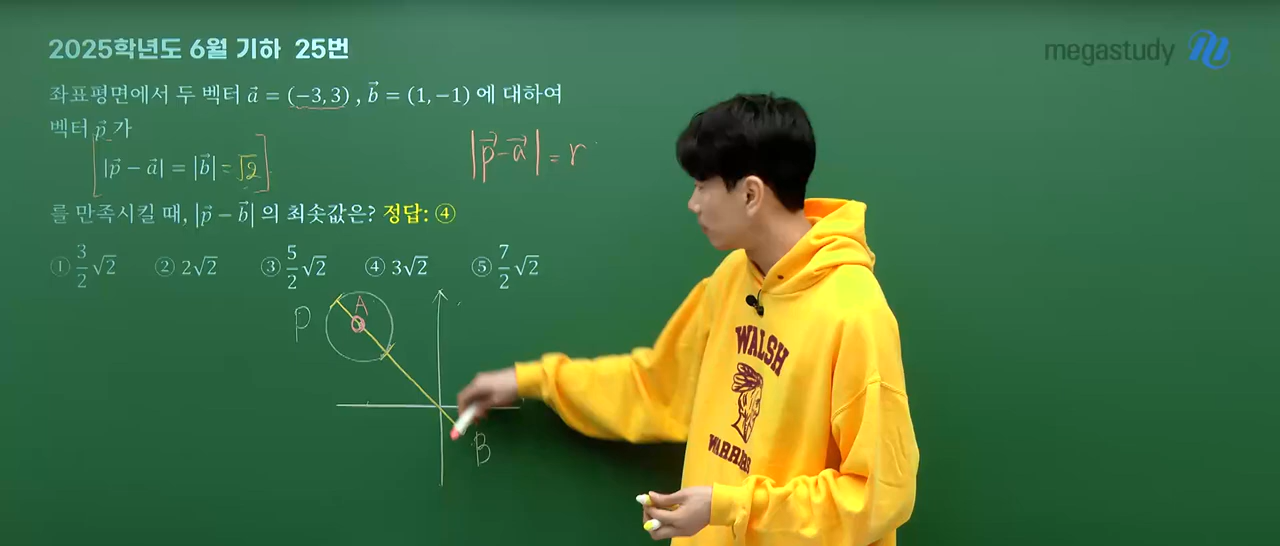 2025학년도 6월 기하 25번
megastudy
좌표평면에서 두 벡터 a⃗ = (−3, 3) , b⃗ = (1, −1) 에 대하여
벡터 p⃗ 가
|p⃗ − a⃗| = |b⃗| = √2
|p⃗ − a⃗| = r
를 만족시킬 때, |p⃗ − b⃗| 의 최솟값은? 정답: ④
① 3/2 √2 ② 2√2 ③ 5/2 √2 ④ 3√2 ⑤ 7/2 √2
P
A
B
WALSH
WARR